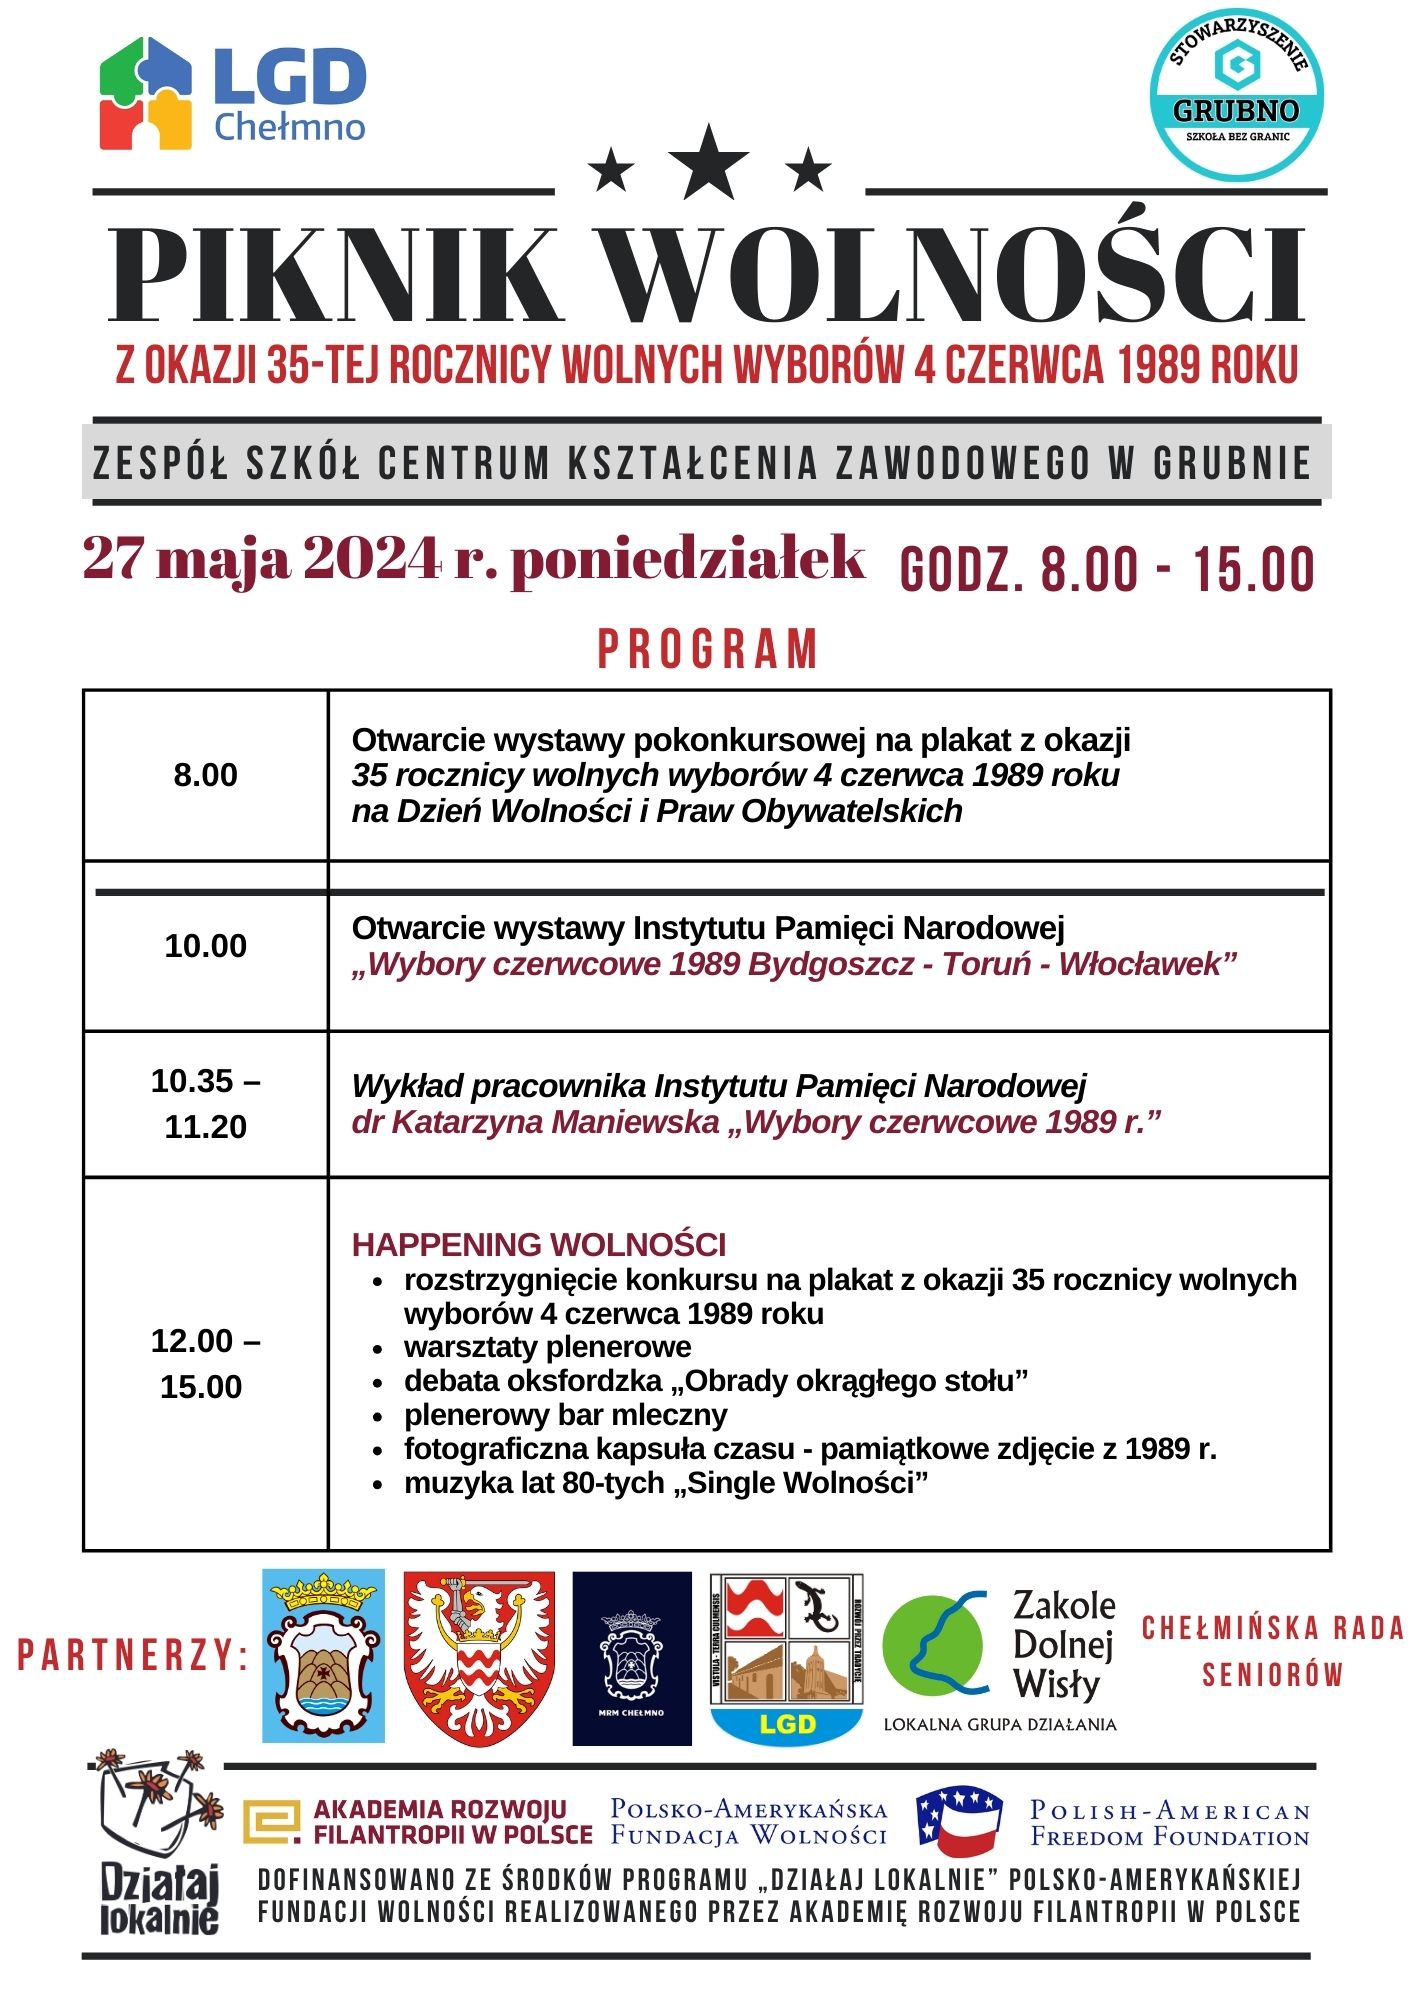 LGD
Chełmno
STOWARZYSZENIE
GRUBNO
SZKOŁA BEZ GRANIC
PIKNIK WOLNOŚCI
Z OKAZJI 35-TEJ ROCZNICY WOLNYCH WYBORÓW 4 CZERWCA 1989 ROKU
ZESPÓŁ SZKÓŁ CENTRUM KSZTAŁCENIA ZAWODOWEGO W GRUBNIE
27 maja 2024 r. poniedziałek GODZ. 8.00 - 15.00
PROGRAM
8.00
Otwarcie wystawy pokonkursowej na plakat z okazji
35 rocznicy wolnych wyborów 4 czerwca 1989 roku
na Dzień Wolności i Praw Obywatelskich
10.00
Otwarcie wystawy Instytutu Pamięci Narodowej
„Wybory czerwcowe 1989 Bydgoszcz - Toruń - Włocławek”
10.35 –
11.20
Wykład pracownika Instytutu Pamięci Narodowej
dr Katarzyna Maniewska „Wybory czerwcowe 1989 r.”
12.00 –
15.00
HAPPENING WOLNOŚCI
• rozstrzygnięcie konkursu na plakat z okazji 35 rocznicy wolnych
wyborów 4 czerwca 1989 roku
• warsztaty plenerowe
• debata oksfordzka „Obrady okrągłego stołu”
• plenerowy bar mleczny
• fotograficzna kapsuła czasu - pamiątkowe zdjęcie z 1989 r.
• muzyka lat 80-tych „Single Wolności”
PARTNERZY:
MRM CHEŁMNO
VISTULA - TERRA CULMENSIS
ROZWÓJ PRZEZ TRADYCJĘ
LGD
Zakole
Dolnej
Wisły
LOKALNA GRUPA DZIAŁANIA
CHEŁMIŃSKA RADA
SENIORÓW
Działaj
lokalnie
AKADEMIA ROZWOJU
FILANTROPII W POLSCE
POLSKO-AMERYKAŃSKA
FUNDACJA WOLNOŚCI
POLISH-AMERICAN
FREEDOM FOUNDATION
DOFINANSOWANO ZE ŚRODKÓW PROGRAMU „DZIAŁAJ LOKALNIE” POLSKO-AMERYKAŃSKIEJ
FUNDACJI WOLNOŚCI REALIZOWANEGO PRZEZ AKADEMIĘ ROZWOJU FILANTROPII W POLSCE